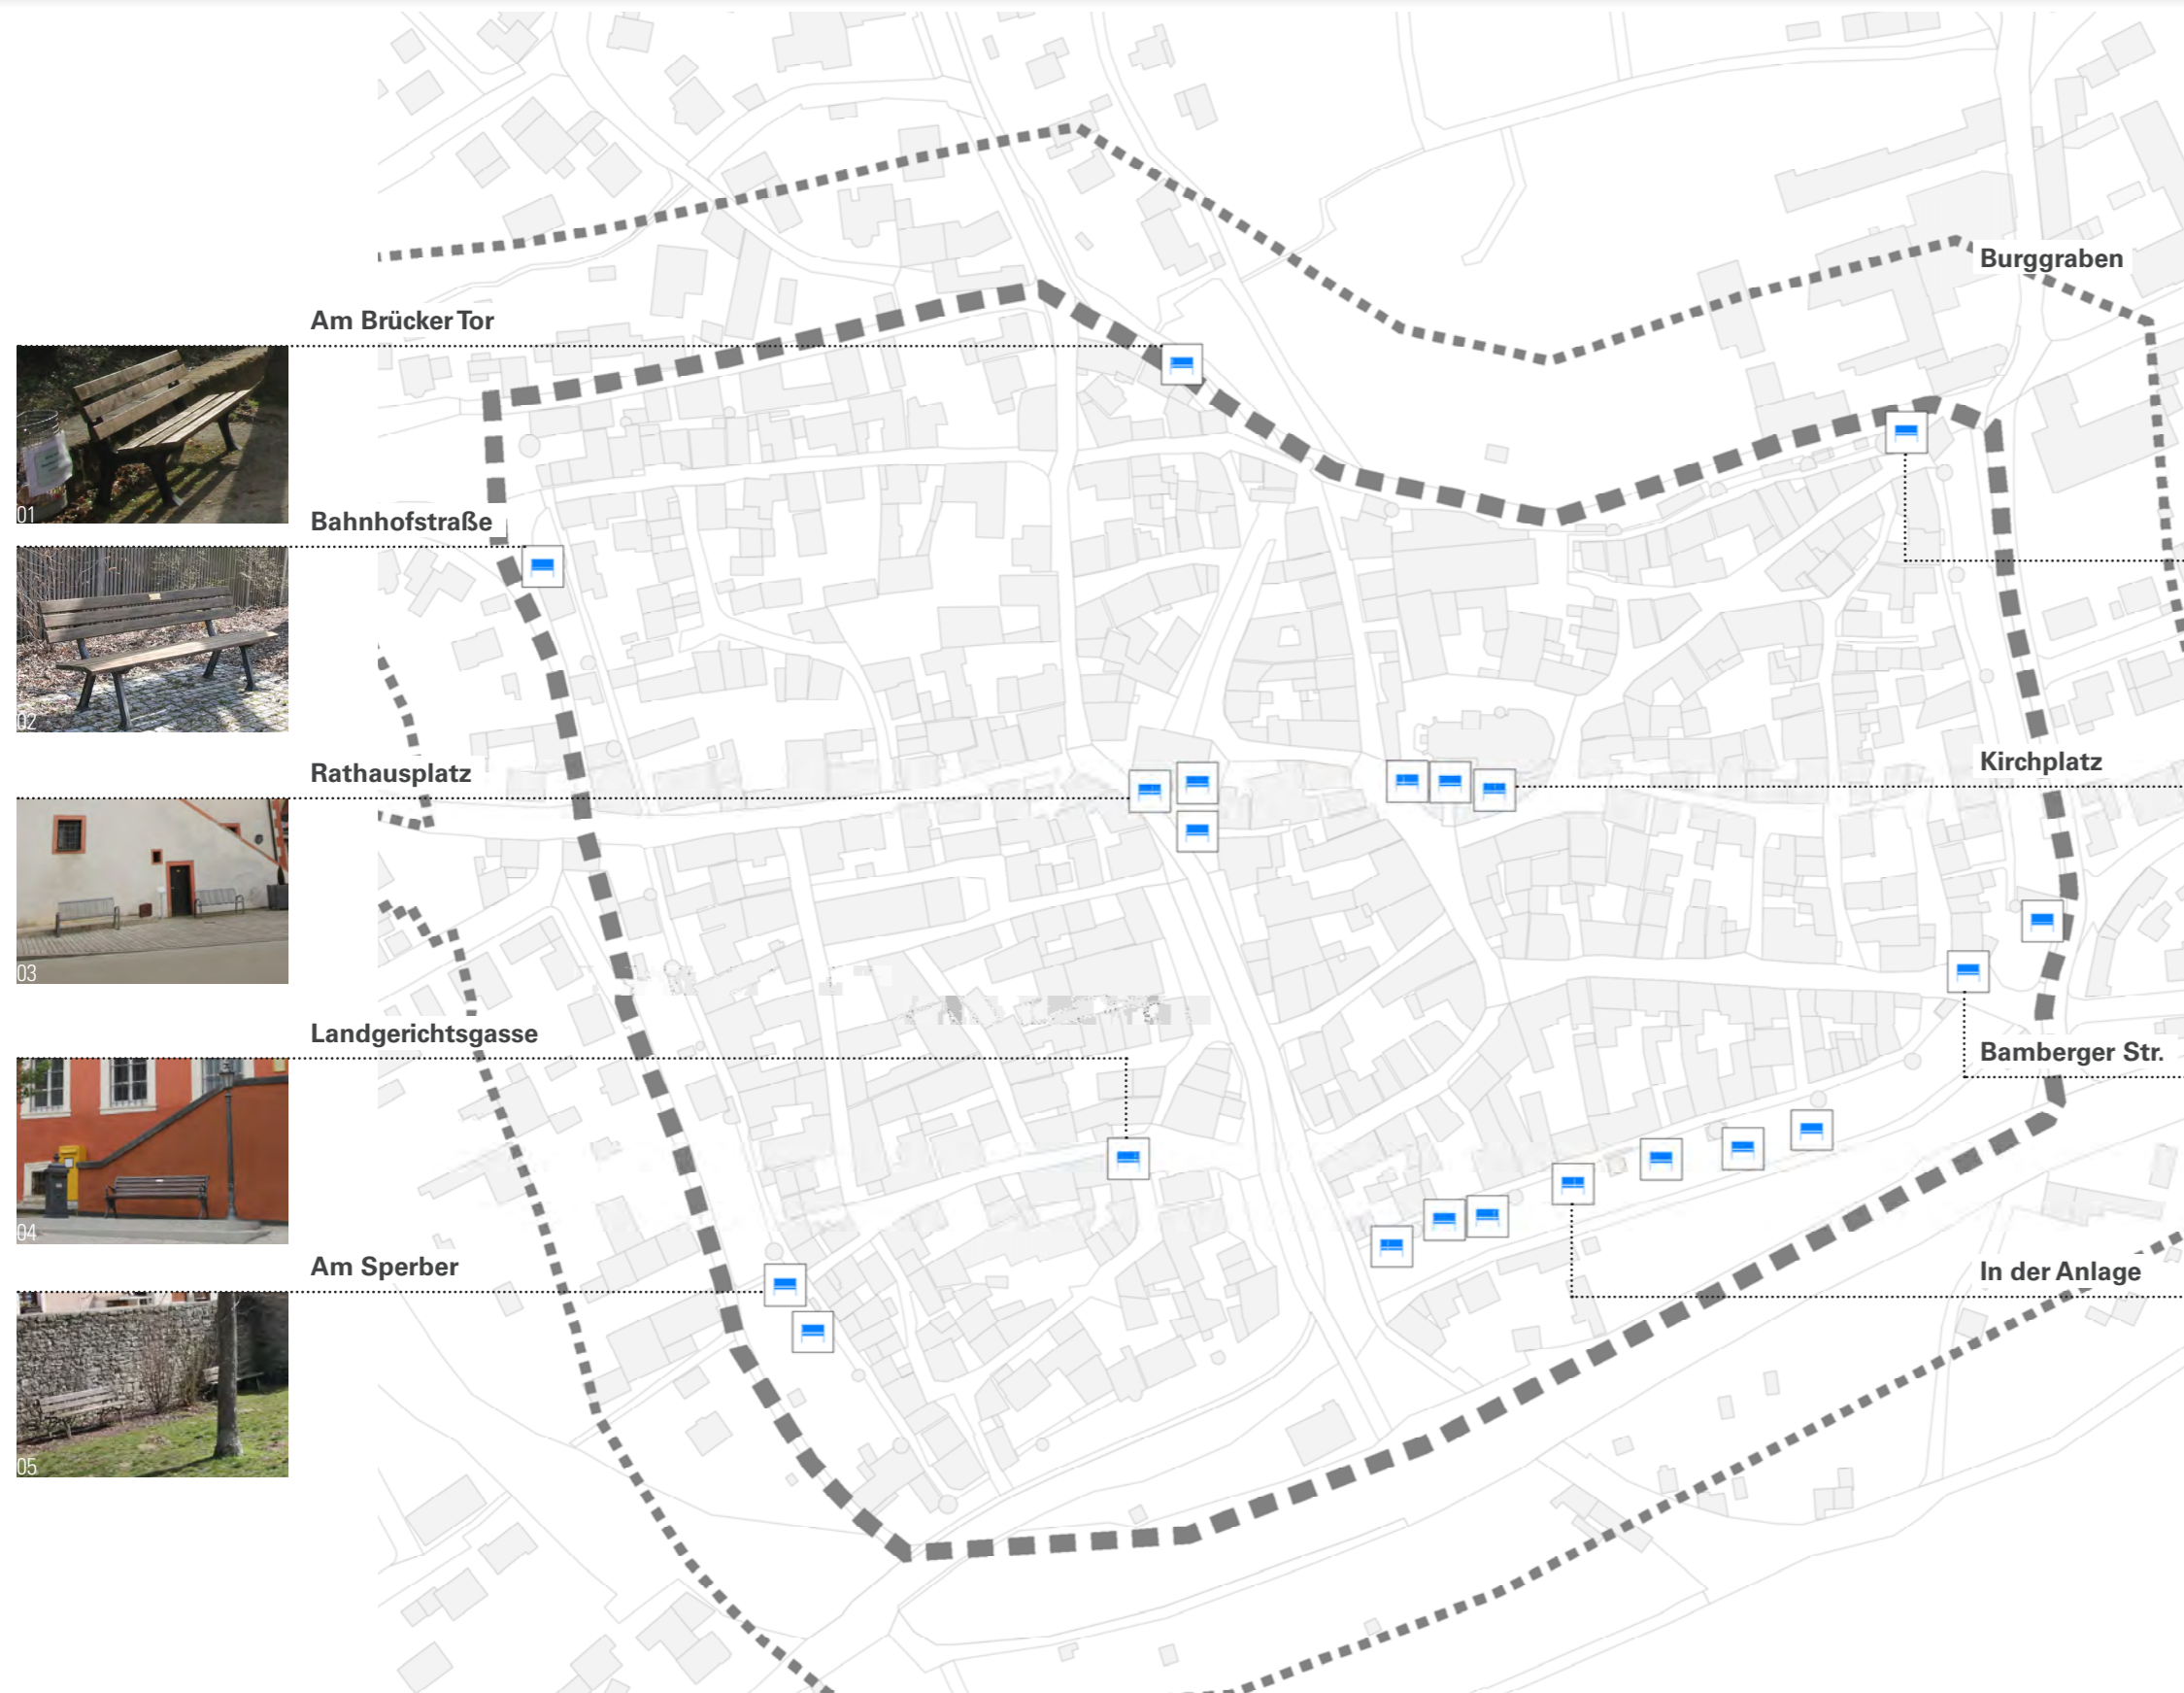 Am Brücker Tor
01
Bahnhofstraße
02
Rathausplatz
03
Landgerichtsgasse
04
Am Sperber
05
Burggraben
Kirchplatz
Bamberger Str.
In der Anlage